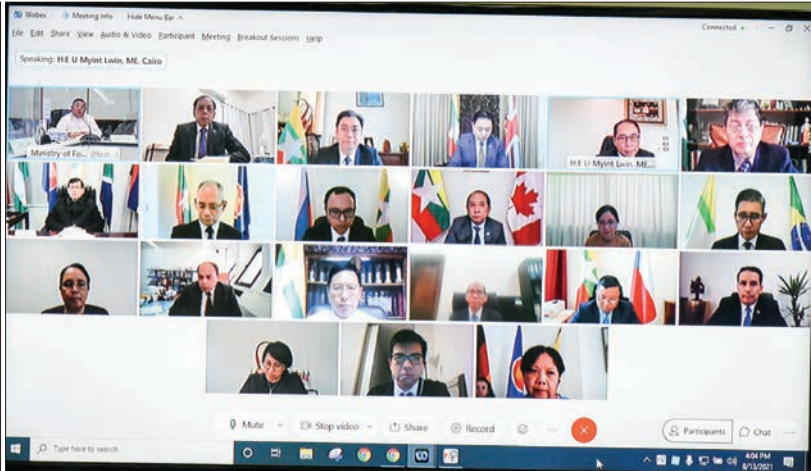 Webex
Meeting Info
Hide Menu Bar
Connected
File Edit Share View Audio & Video Participant Meeting Breakout Sessions Help
Speaking: H.E U Myint Lwin, ME, Cairo
Ministry of Fo...
H.E U Myint Lwin, ME...
Mute
Stop video
Share
Record
Participants
Chat
Type here to search
4:04 PM
8/13/2021